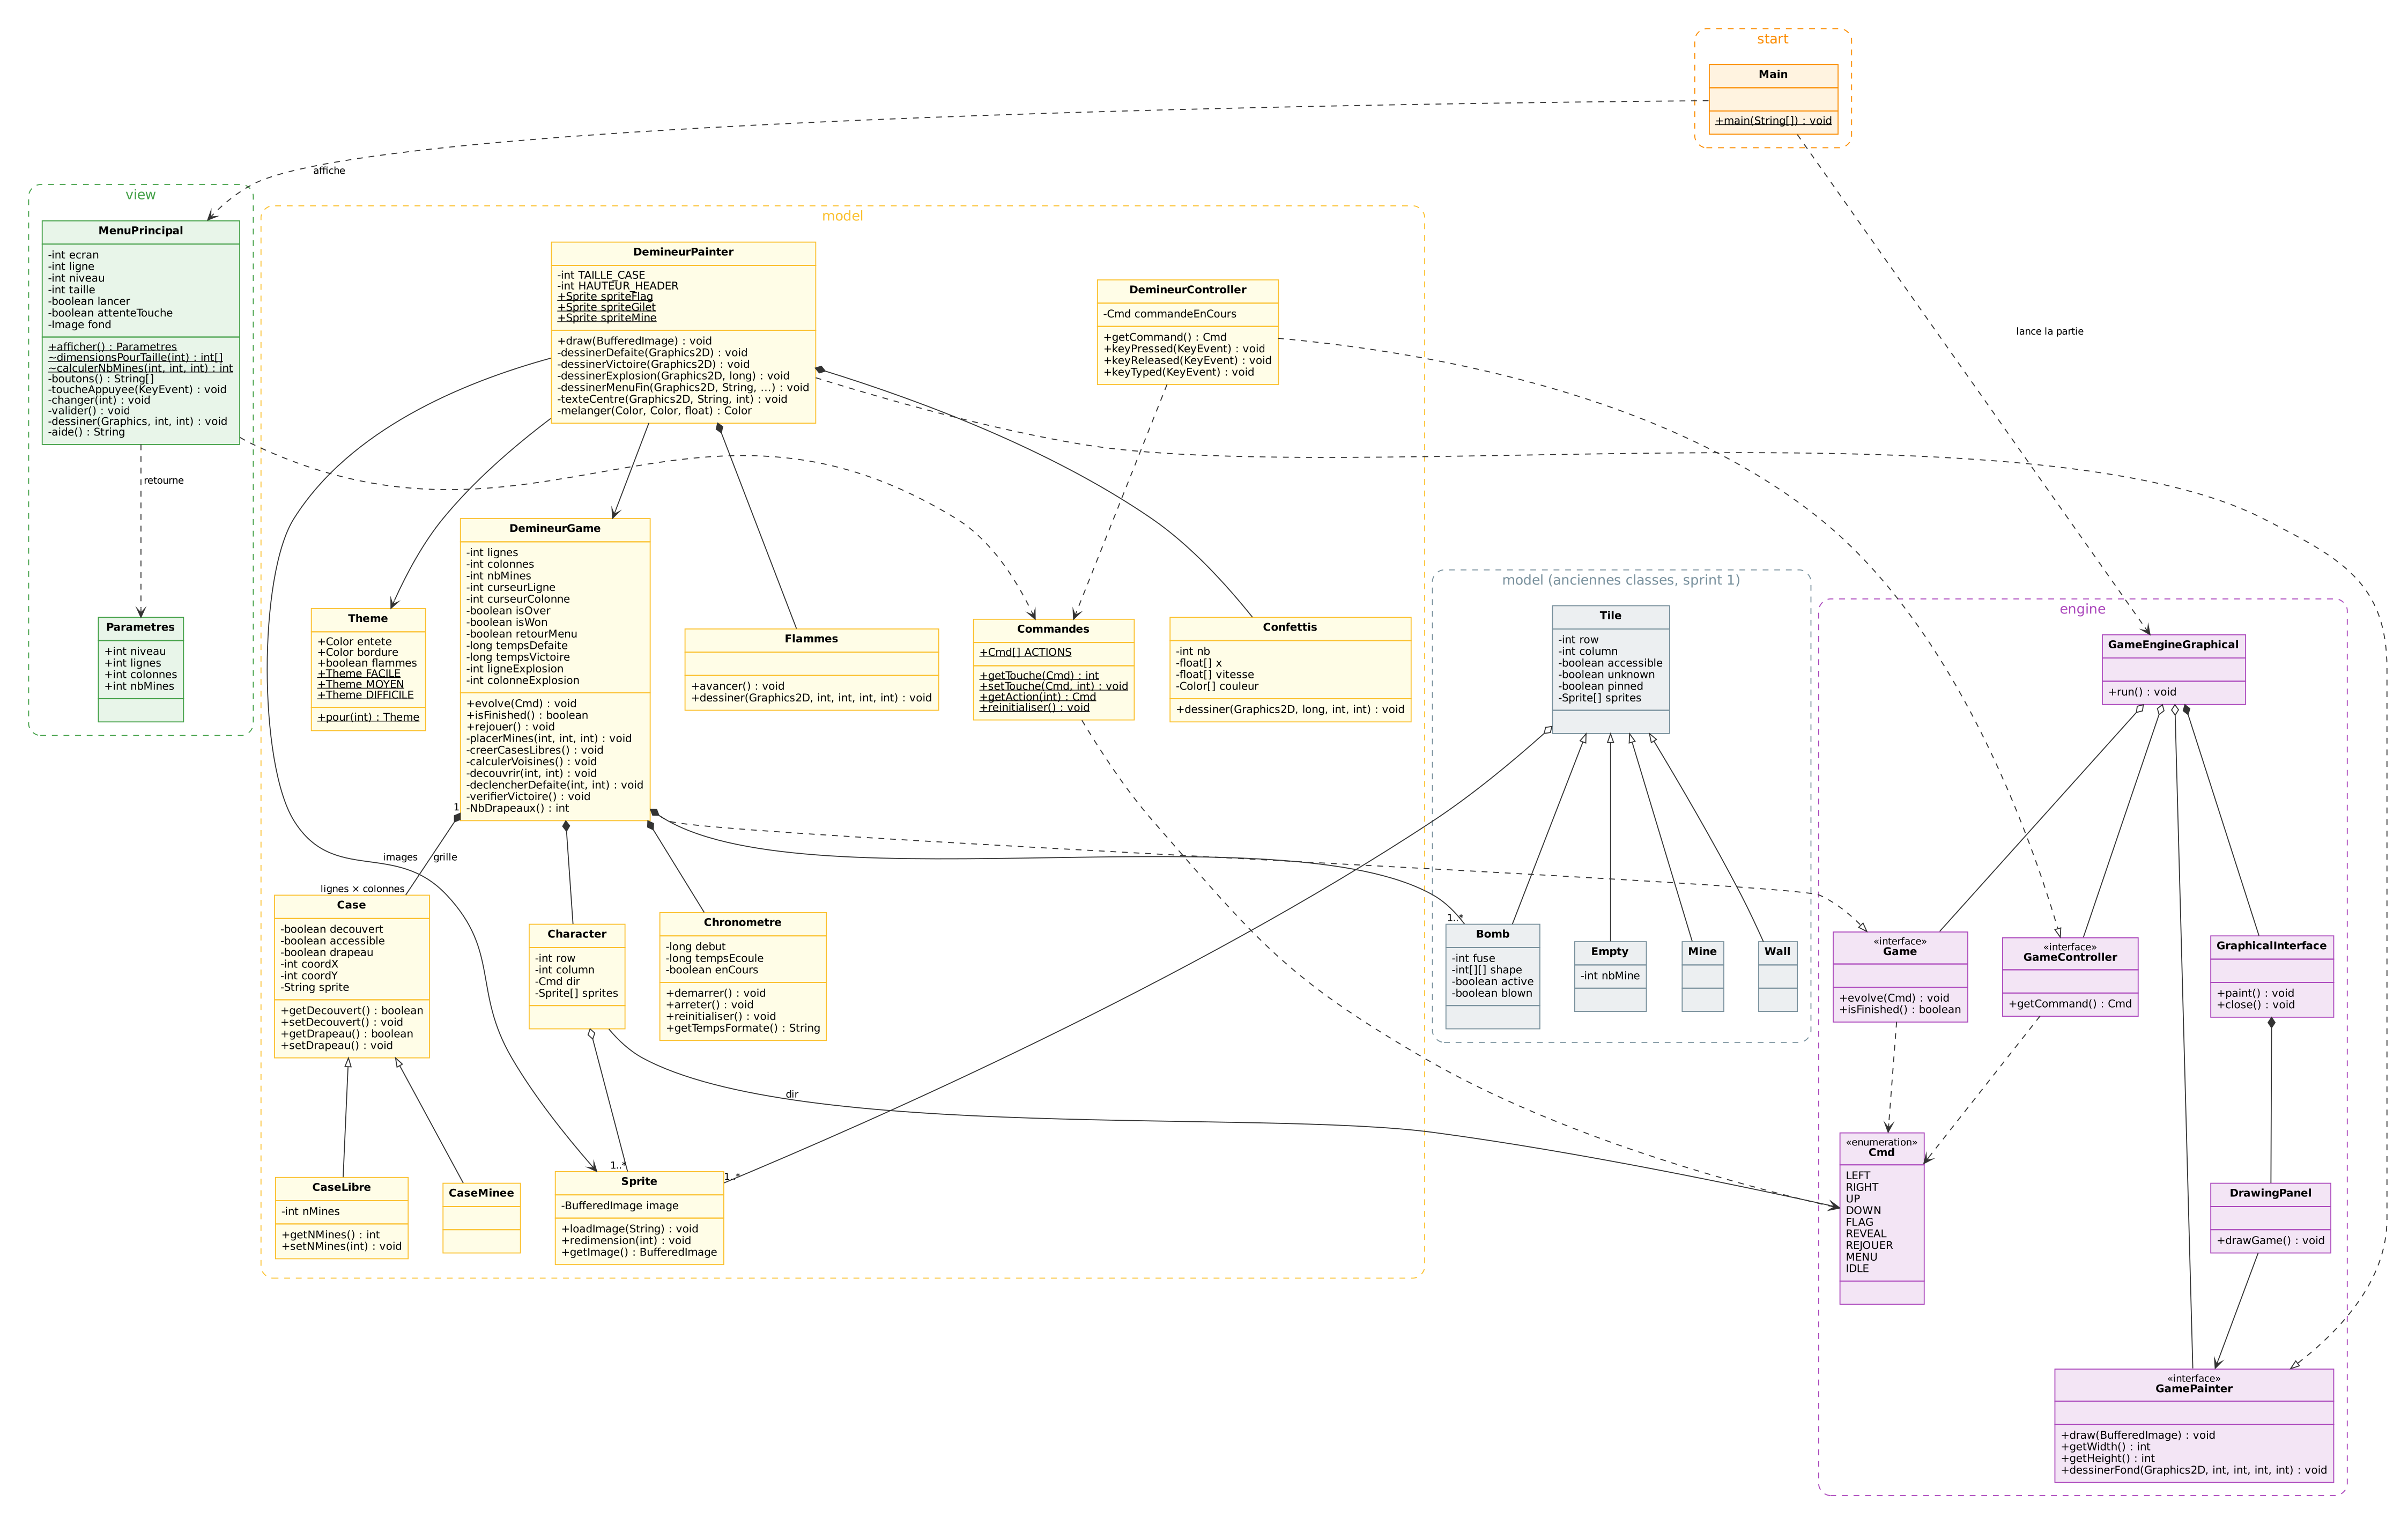 start
Main
+main(String[]) : void
affiche
lance la partie
view
MenuPrincipal
-int ecran
-int ligne
-int niveau
-int taille
-boolean lancer
-boolean attenteTouche
-Image fond
+afficher() : Parametres
~dimensionsPourTaille(int) : int[]
~calculerNbMines(int, int, int) : int
-boutons() : String[]
-toucheAppuyee(KeyEvent) : void
-changer(int) : void
-valider() : void
-dessiner(Graphics, int, int) : void
-aide() : String
retourne
Parametres
+int niveau
+int lignes
+int colonnes
+int nbMines
model
DemineurPainter
-int TAILLE_CASE
-int HAUTEUR_HEADER
+Sprite spriteFlag
+Sprite spriteGilet
+Sprite spriteMine
+draw(BufferedImage) : void
-dessinerDefaite(Graphics2D) : void
-dessinerVictoire(Graphics2D) : void
-dessinerExplosion(Graphics2D, long) : void
-dessinerMenuFin(Graphics2D, String, ...) : void
-texteCentre(Graphics2D, String, int) : void
-melanger(Color, Color, float) : Color
DemineurController
-Cmd commandeEnCours
+getCommand() : Cmd
+keyPressed(KeyEvent) : void
+keyReleased(KeyEvent) : void
+keyTyped(KeyEvent) : void
Theme
+Color entete
+Color bordure
+boolean flammes
+Theme FACILE
+Theme MOYEN
+Theme DIFFICILE
+pour(int) : Theme
DemineurGame
-int lignes
-int colonnes
-int nbMines
-int curseurLigne
-int curseurColonne
-boolean isOver
-boolean isWon
-boolean retourMenu
-long tempsDefaite
-long tempsVictoire
-int ligneExplosion
-int colonneExplosion
+evolve(Cmd) : void
+isFinished() : boolean
+rejouer() : void
-placerMines(int, int, int) : void
-creerCasesLibres() : void
-calculerVoisines() : void
-decouvrir(int, int) : void
-declencherDefaite(int, int) : void
-verifierVictoire() : void
-NbDrapeaux() : int
Flammes
+avancer() : void
+dessiner(Graphics2D, int, int, int, int) : void
Commandes
+Cmd[] ACTIONS
+getTouche(Cmd) : int
+setTouche(Cmd, int) : void
+getAction(int) : Cmd
+reinitialiser() : void
Confettis
-int nb
-float[] x
-float[] vitesse
-Color[] couleur
+dessiner(Graphics2D, long, int, int) : void
1
images
grille
lignes × colonnes
Case
-boolean decouvert
-boolean accessible
-boolean drapeau
-int coordX
-int coordY
-String sprite
+getDecouvert() : boolean
+setDecouvert() : void
+getDrapeau() : boolean
+setDrapeau() : void
Character
-int row
-int column
-Cmd dir
-Sprite[] sprites
Chronometre
-long debut
-long tempsEcoule
-boolean enCours
+demarrer() : void
+arreter() : void
+reinitialiser() : void
+getTempsFormate() : String
dir
CaseLibre
-int nMines
+getNMines() : int
+setNMines(int) : void
CaseMinee
1..*
1..*
Sprite
-BufferedImage image
+loadImage(String) : void
+redimension(int) : void
+getImage() : BufferedImage
model (anciennes classes, sprint 1)
Tile
-int row
-int column
-boolean accessible
-boolean unknown
-boolean pinned
-Sprite[] sprites
1..*
Bomb
-int fuse
-int[][] shape
-boolean active
-boolean blown
Empty
-int nbMine
Mine
Wall
engine
GameEngineGraphical
+run() : void
«interface»
Game
+evolve(Cmd) : void
+isFinished() : boolean
«interface»
GameController
+getCommand() : Cmd
GraphicalInterface
+paint() : void
+close() : void
«enumeration»
Cmd
LEFT
RIGHT
UP
DOWN
FLAG
REVEAL
REJOUER
MENU
IDLE
DrawingPanel
+drawGame() : void
«interface»
GamePainter
+draw(BufferedImage) : void
+getWidth() : int
+getHeight() : int
+dessinerFond(Graphics2D, int, int, int, int) : void